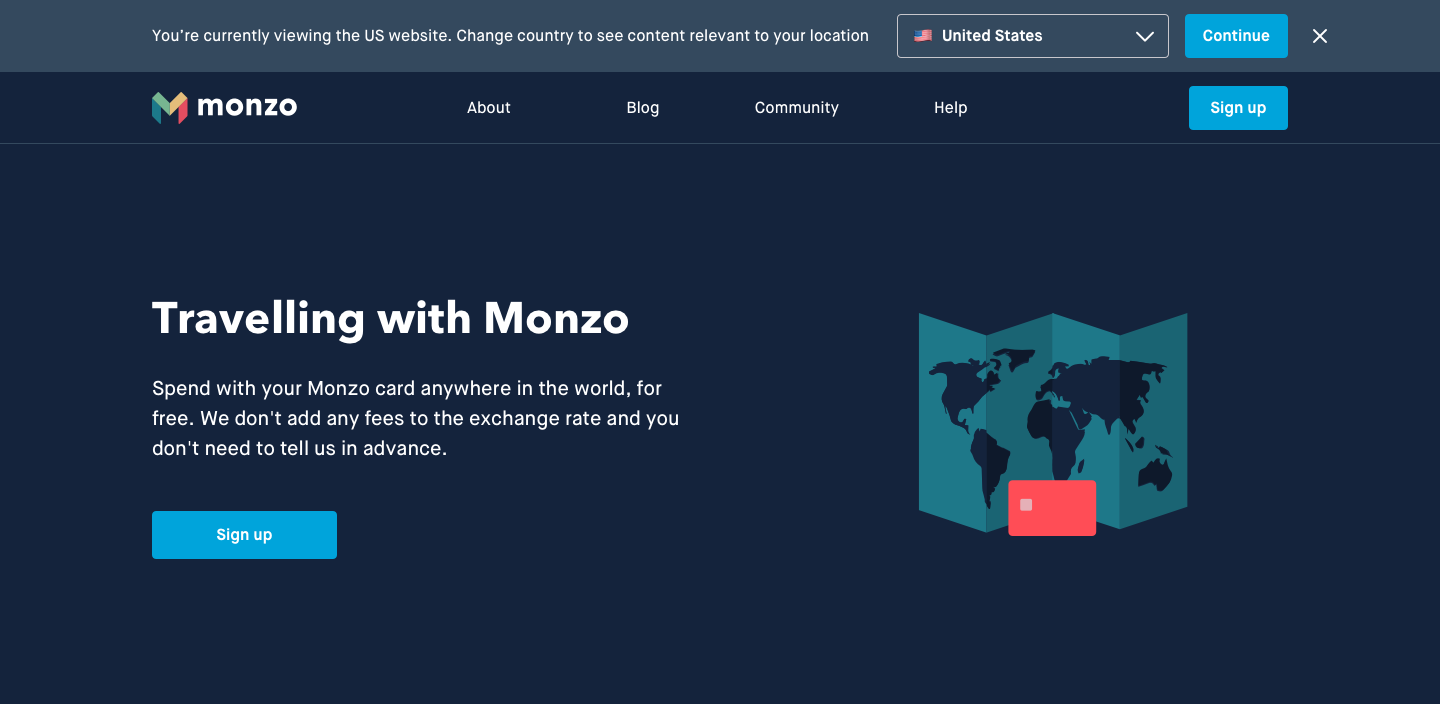 You're currently viewing the US website. Change country to see content relevant to your location
United States
Continue
monzo
About
Blog
Community
Help
Sign up
Travelling with Monzo
Spend with your Monzo card anywhere in the world, for
free. We don't add any fees to the exchange rate and you
don't need to tell us in advance.
Sign up